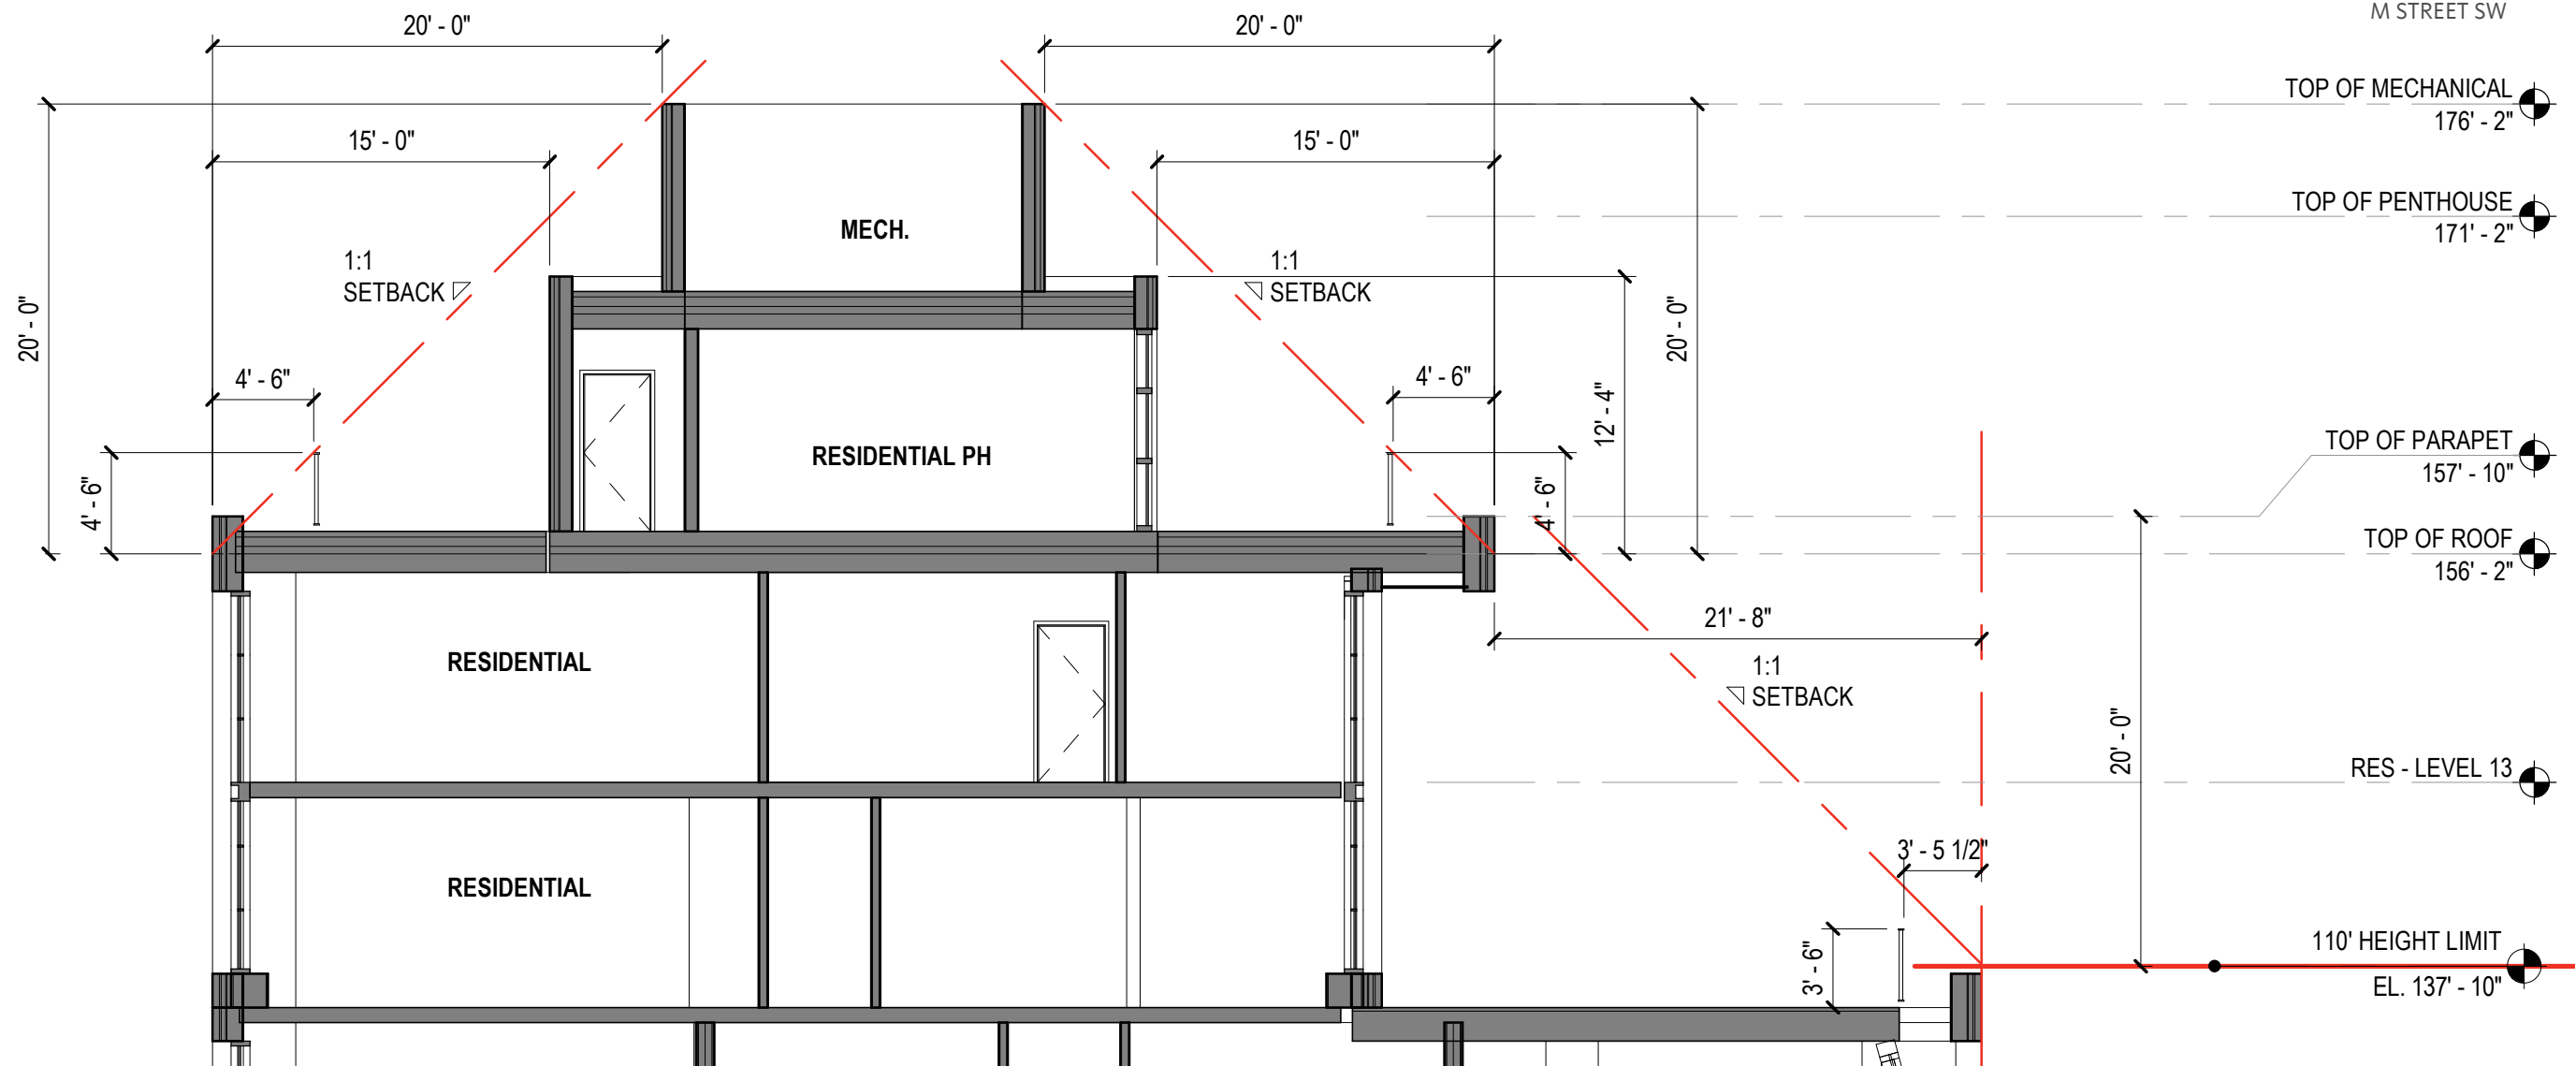 M STREET SW
20' - 0"
20' - 0"
TOP OF MECHANICAL
176' - 2"
15' - 0"
15' - 0"
TOP OF PENTHOUSE
171' - 2"
MECH.
1:1
SETBACK
1:1
SETBACK
20' - 0"
20' - 0"
4' - 6"
4' - 6"
12' - 4"
RESIDENTIAL PH
TOP OF PARAPET
157' - 10"
4' - 6"
4' - 6"
TOP OF ROOF
156' - 2"
21' - 8"
RESIDENTIAL
1:1
SETBACK
20' - 0"
RES - LEVEL 13
3' - 5 1/2"
RESIDENTIAL
3' - 6"
110' HEIGHT LIMIT
EL. 137' - 10"